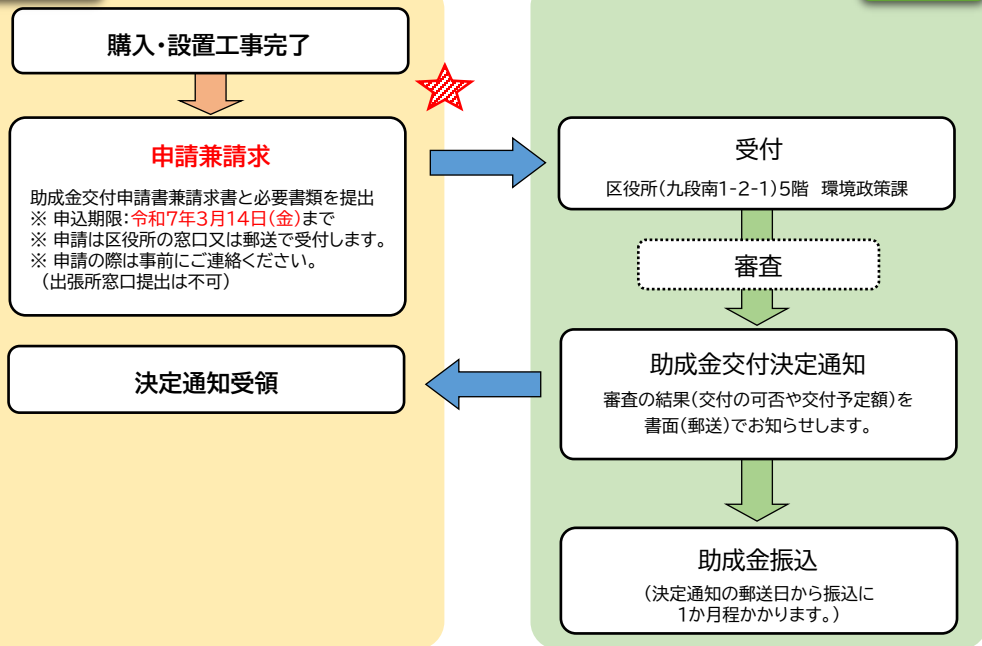 購入・設置工事完了
申請兼請求
助成金交付申請書兼請求書と必要書類を提出
※ 申込期限:令和7年3月14日(金)まで
※ 申請は区役所の窓口又は郵送で受付します。
※ 申請の際は事前にご連絡ください。
(出張所窓口提出は不可)
決定通知受領
受付
区役所(九段南1-2-1)5階 環境政策課
審査
助成金交付決定通知
審査の結果(交付の可否や交付予定額)を
書面(郵送)でお知らせします。
助成金振込
(決定通知の郵送日から振込に
1か月程かかります。)